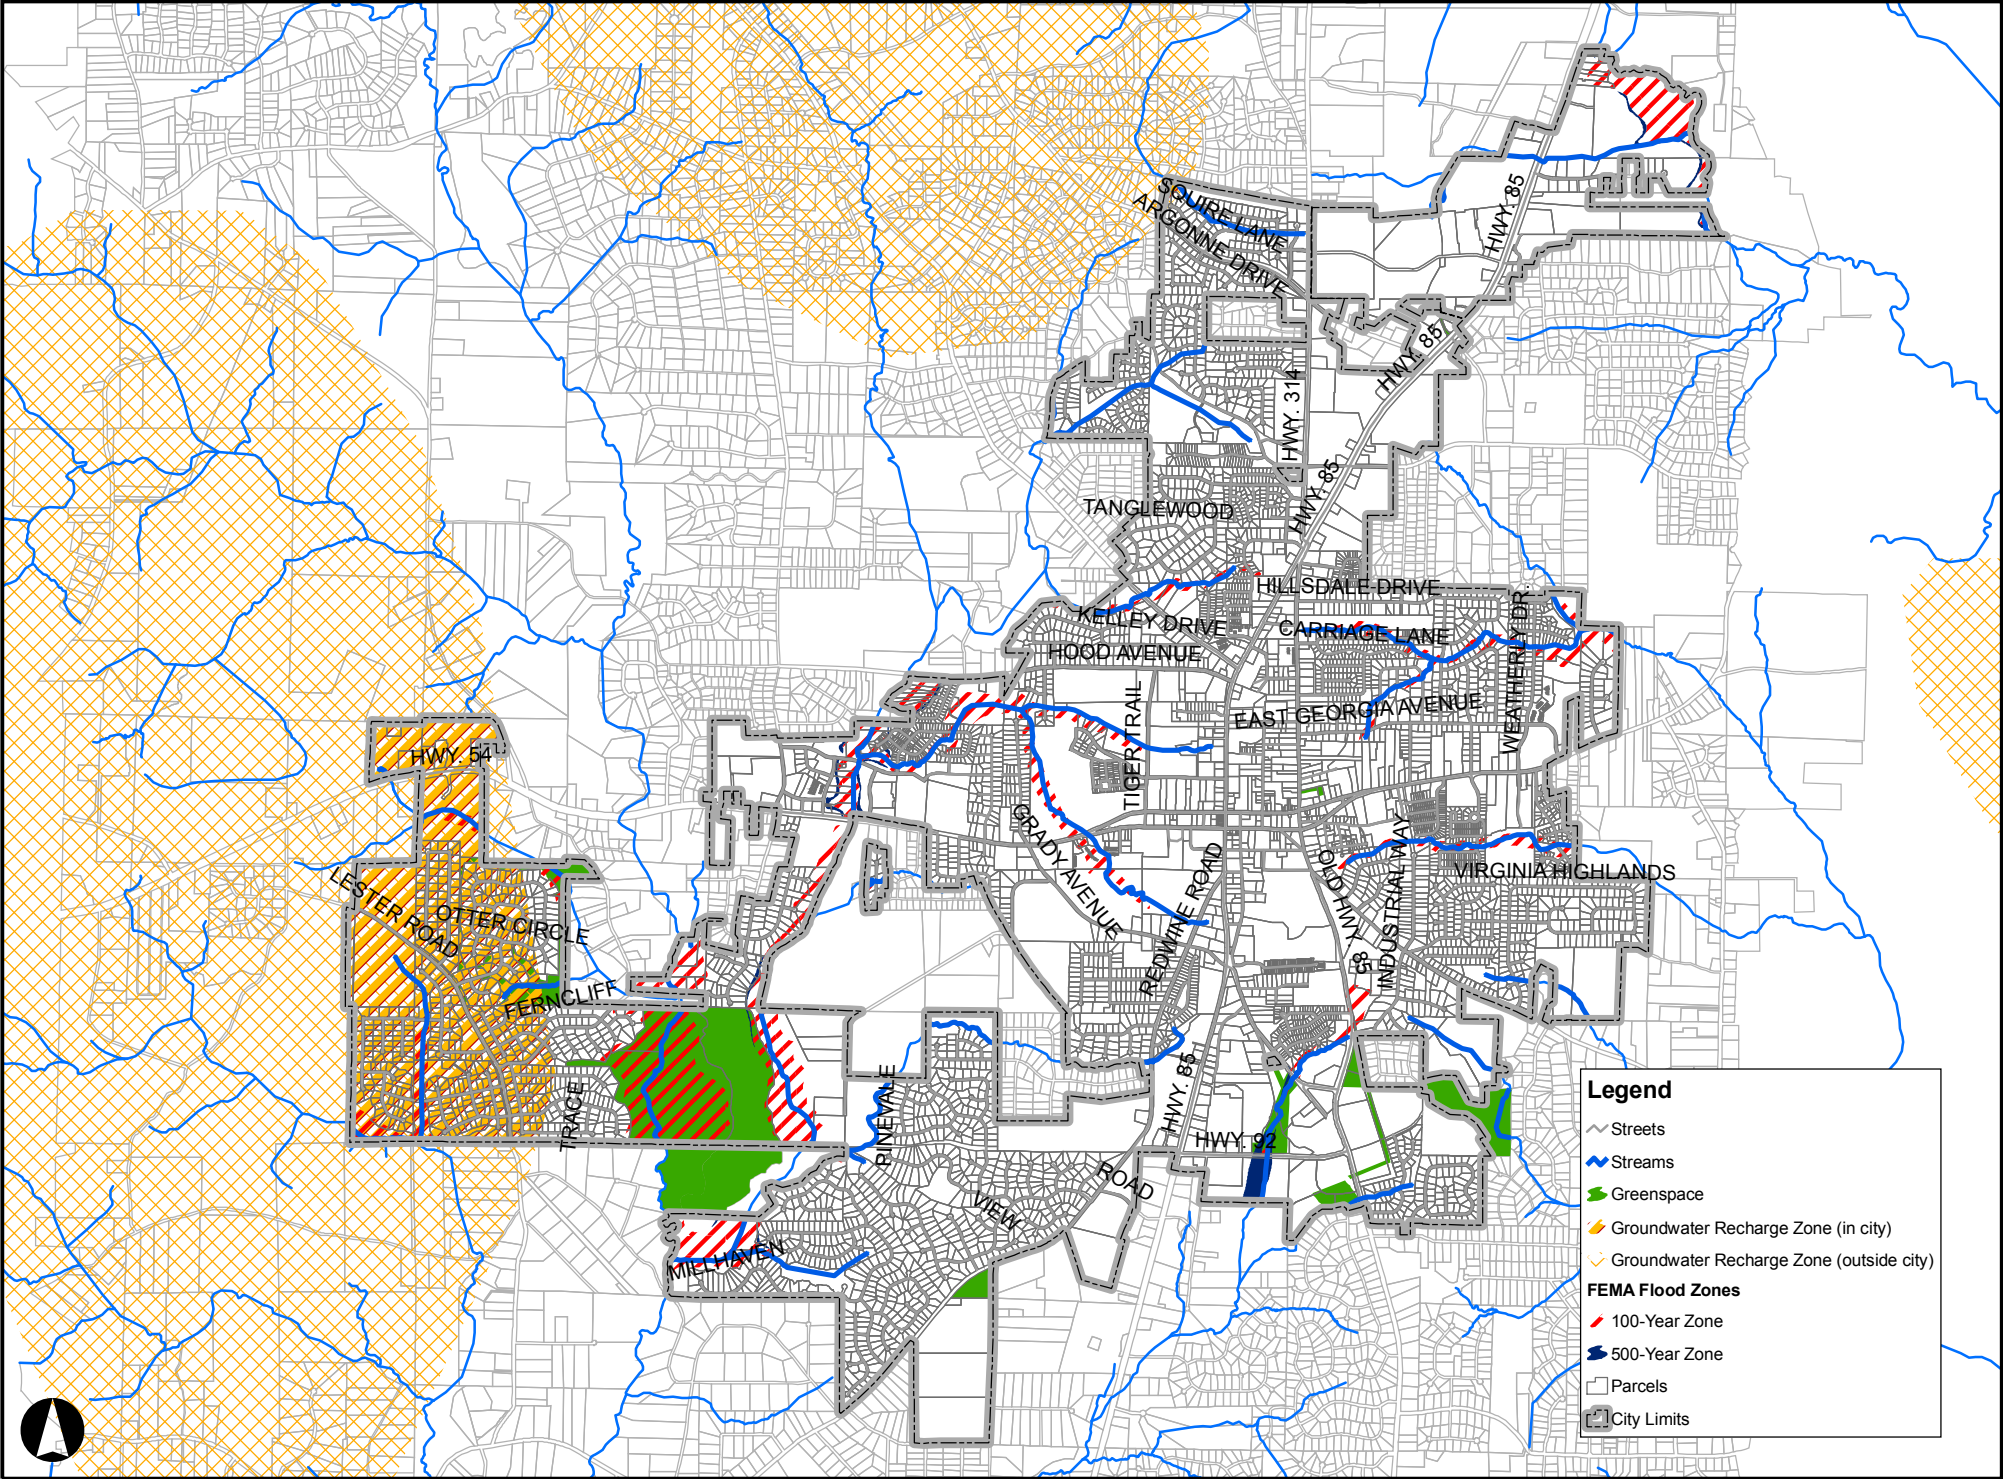 SQUIRE LANE
ARGONNE DRIVE
HWY. 85
HWY. 85
HWY. 314
HWY. 85
TANGLEWOOD
HILLSDALE DRIVE
KELLEY DRIVE
CARRIAGE LANE
WEATHERLY DR.
HOOD AVENUE
TIGER TRAIL
EAST GEORGIA AVENUE
HWY. 54
GRADY AVENUE
LESTER ROAD
OTTER CIRCLE
REDWINE ROAD
OLD HWY. 85
INDUSTRIAL WAY
VIRGINIA HIGHLANDS
FERNCLIFF
TRACE
PINEVALE
HWY. 85
HWY. 92
ROAD
VIEW
MILLHAVEN
Legend
Streets
Streams
Greenspace
Groundwater Recharge Zone (in city)
Groundwater Recharge Zone (outside city)
FEMA Flood Zones
100-Year Zone
500-Year Zone
Parcels
City Limits